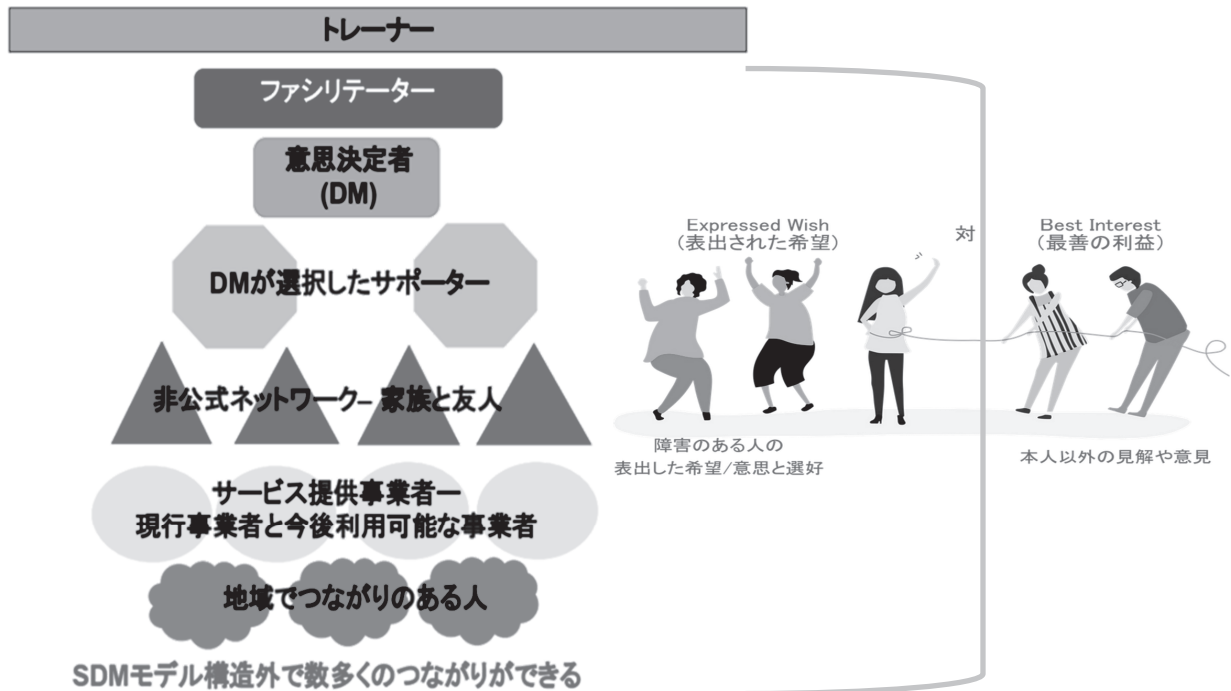 トレーナー
ファシリテーター
意思決定者
(DM)
DMが選択したサポーター
非公式ネットワーク– 家族と友人
サービス提供事業者ー
現行事業者と今後利用可能な事業者
地域でつながりのある人
SDMモデル構造外で数多くのつながりができる
Expressed Wish
（表出された希望）
対
Best Interest
（最善の利益）
障害のある人の
表出した希望/意思と選好
本人以外の見解や意見